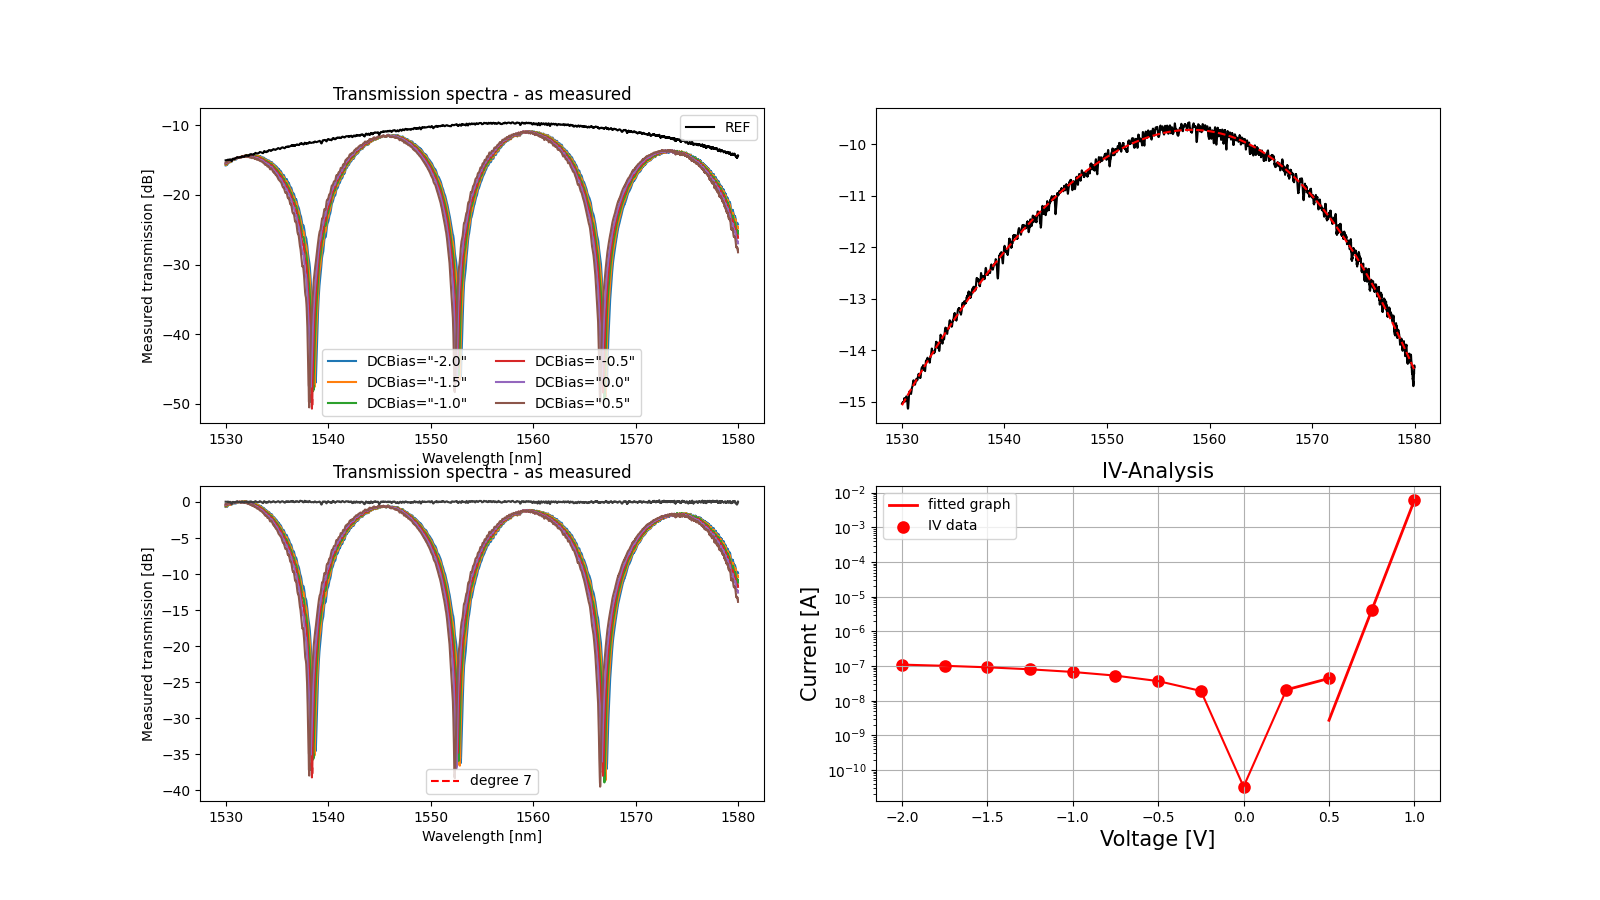 Transmission spectra - as measured
Measured transmission [dB]
−10
−20
−30
−40
−50
REF
DCBias="-2.0"
DCBias="-1.5"
DCBias="-1.0"
DCBias="-0.5"
DCBias="0.0"
DCBias="0.5"
1530 1540 1550 1560 1570 1580
Wavelength [nm]
−10
−11
−12
−13
−14
−15
1530 1540 1550 1560 1570 1580
Transmission spectra - as measured
Measured transmission [dB]
0
−5
−10
−15
−20
−25
−30
−35
−40
degree 7
1530 1540 1550 1560 1570 1580
Wavelength [nm]
IV-Analysis
Current [A]
10⁻²
10⁻³
10⁻⁴
10⁻⁵
10⁻⁶
10⁻⁷
10⁻⁸
10⁻⁹
10⁻¹⁰
fitted graph
IV data
−2.0 −1.5 −1.0 −0.5 0.0 0.5 1.0
Voltage [V]